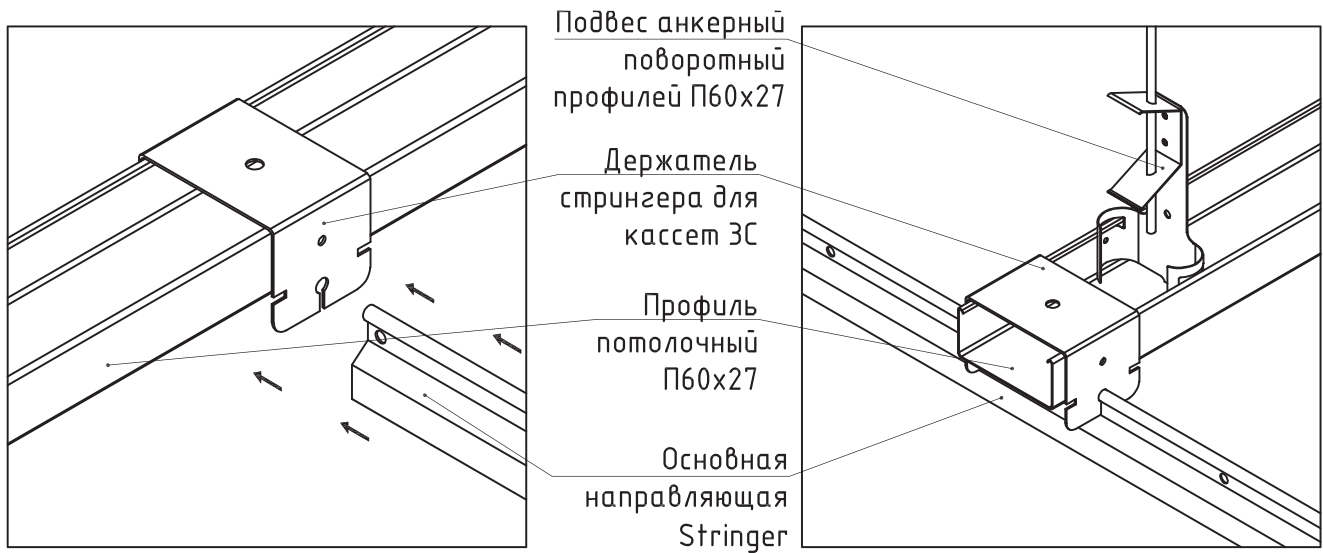 Подвес анкерный
поворотный
профилей П60х27
Держатель
стрингера для
кассет ЗС
Профиль
потолочный
П60х27
Основная
направляющая
Stringer